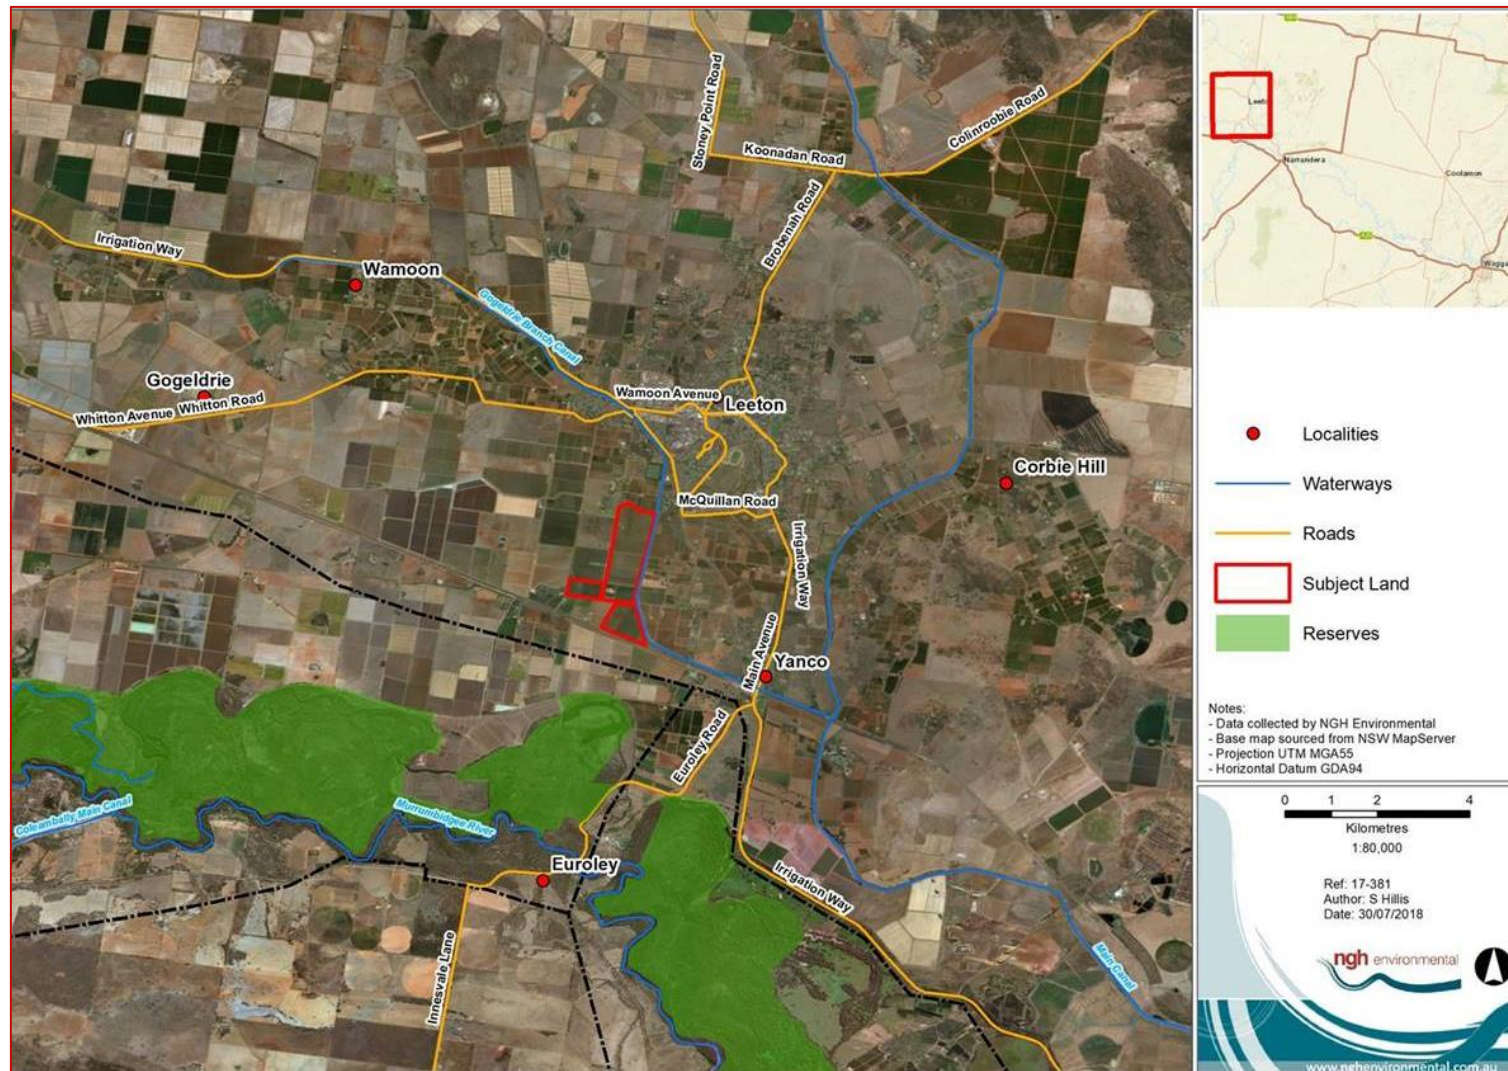 Stoney Point Road
Koonadan Road
Colinroobie Road
Brobenah Road
Irrigation Way
Wamoon
Gogeldrie Branch Canal
Gogeldrie
Whitton Avenue
Whitton Road
Wamoon Avenue
Leeton
Corbie Hill
McQuillan Road
Irrigation Way
Main Avenue
Yanco
Euroley Road
Coleambally Main Canal
Murrumbidgee River
Euroley
Irrigation Way
Innesvale Lane
Main Canal
Narrandera
Coolamon
Wagga
Localities
Waterways
Roads
Subject Land
Reserves
Notes:
- Data collected by NGH Environmental
- Base map sourced from NSW MapServer
- Projection UTM MGA55
- Horizontal Datum GDA94
0 1 2 4
Kilometres
1:80,000
Ref: 17-381
Author: S Hillis
Date: 30/07/2018
ngh environmental
www.nghenvironmental.com.au